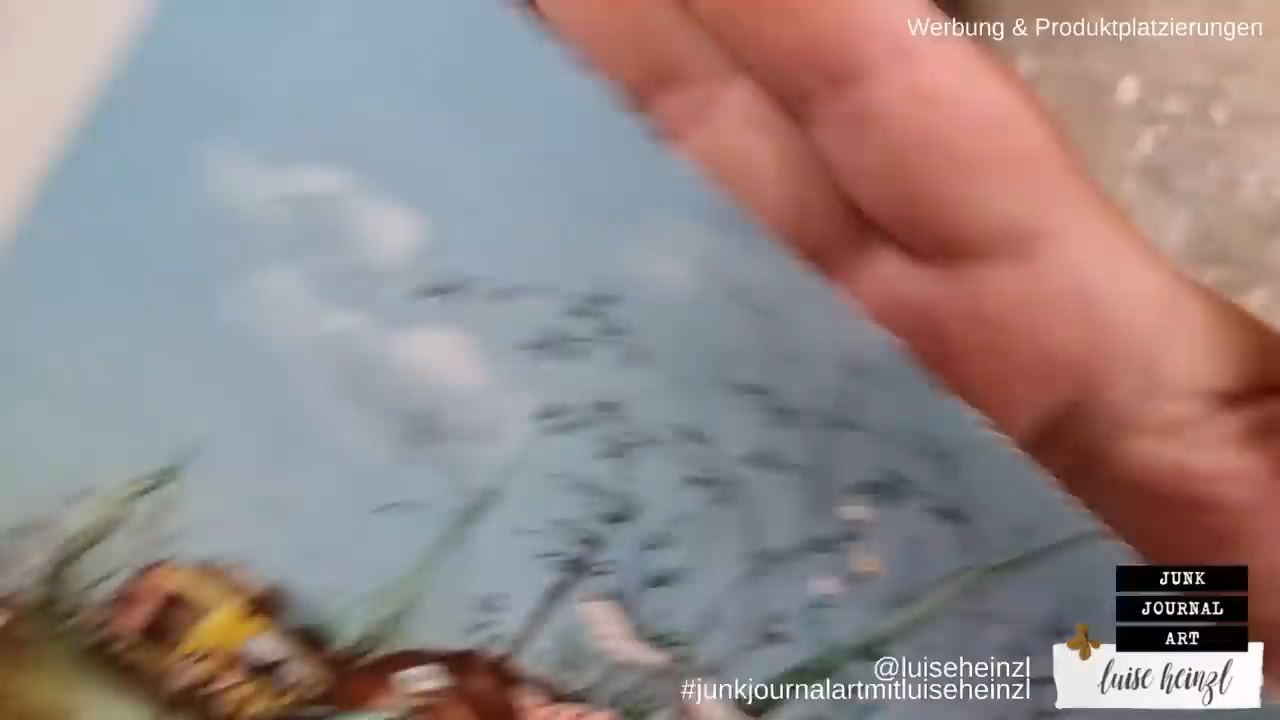 Werbung & Produktplatzierungen
JUNK
JOURNAL
ART
@luiseheinzl
#junkjournalartmitluiseheinzl
luise heinzl